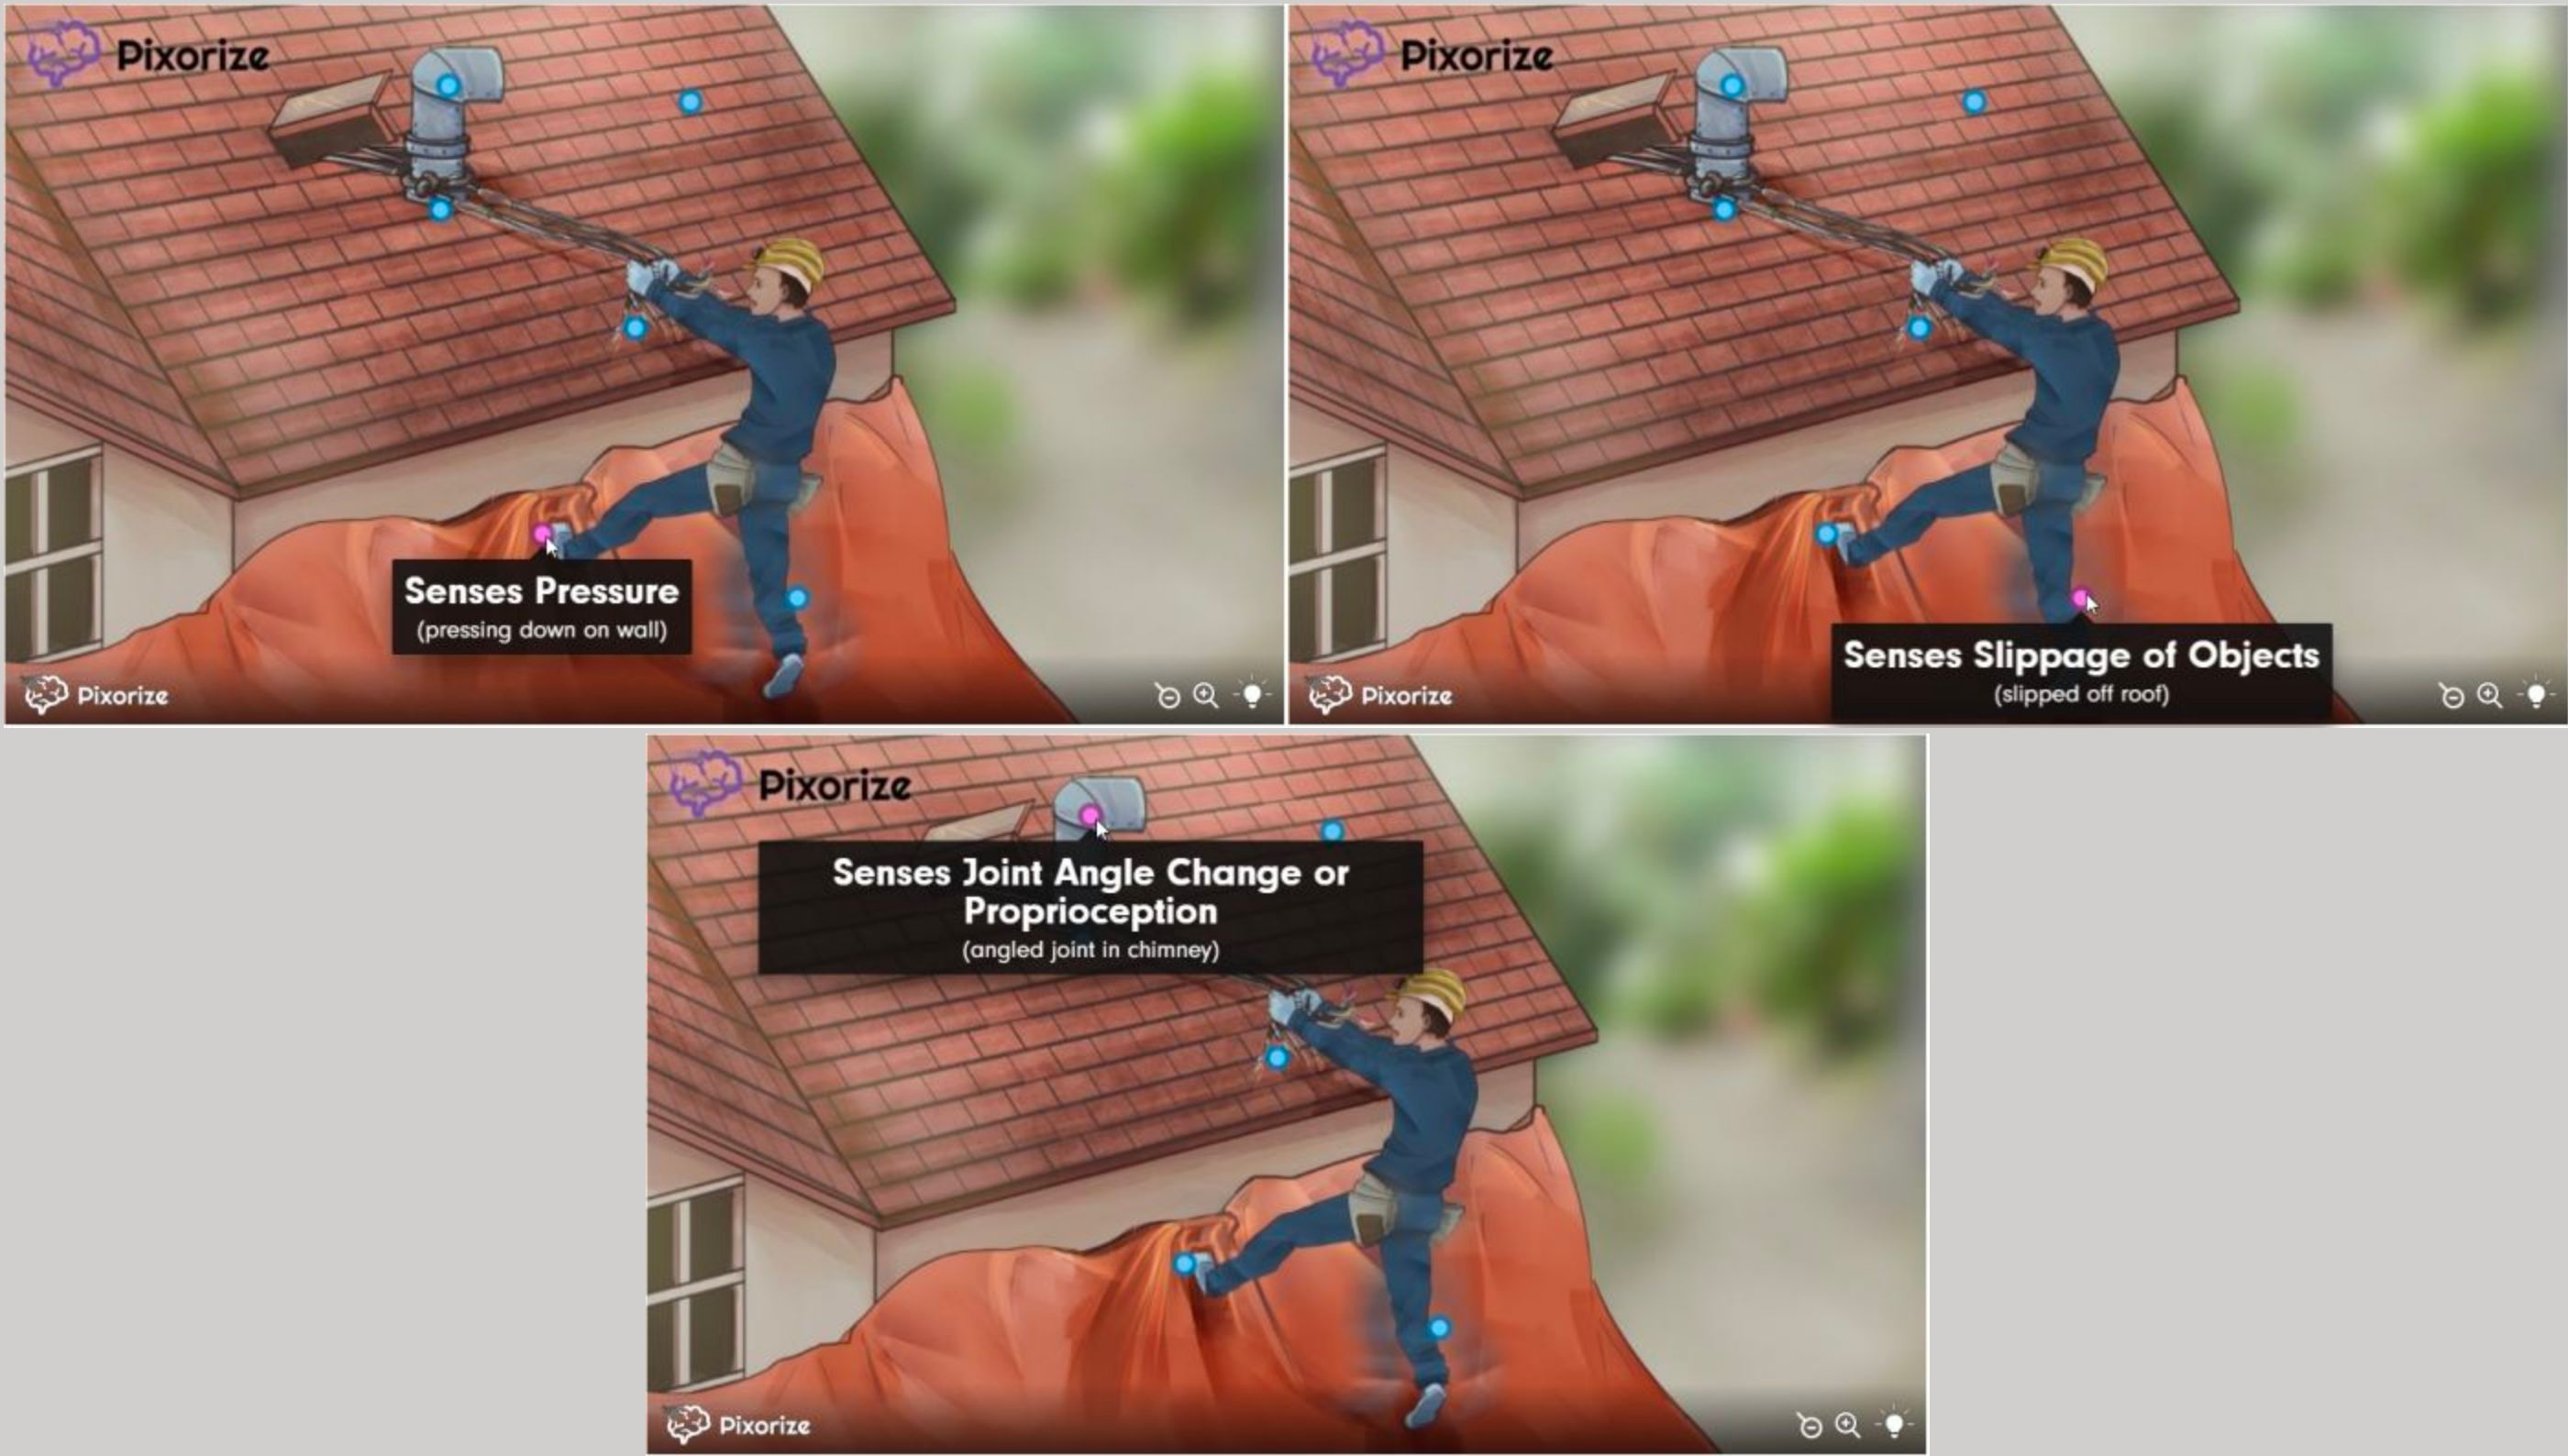 Pixorize
Senses Pressure
(pressing down on wall)
Pixorize
Pixorize
Senses Slippage of Objects
(slipped off roof)
Pixorize
Pixorize
Senses Joint Angle Change or
Proprioception
(angled joint in chimney)
Pixorize